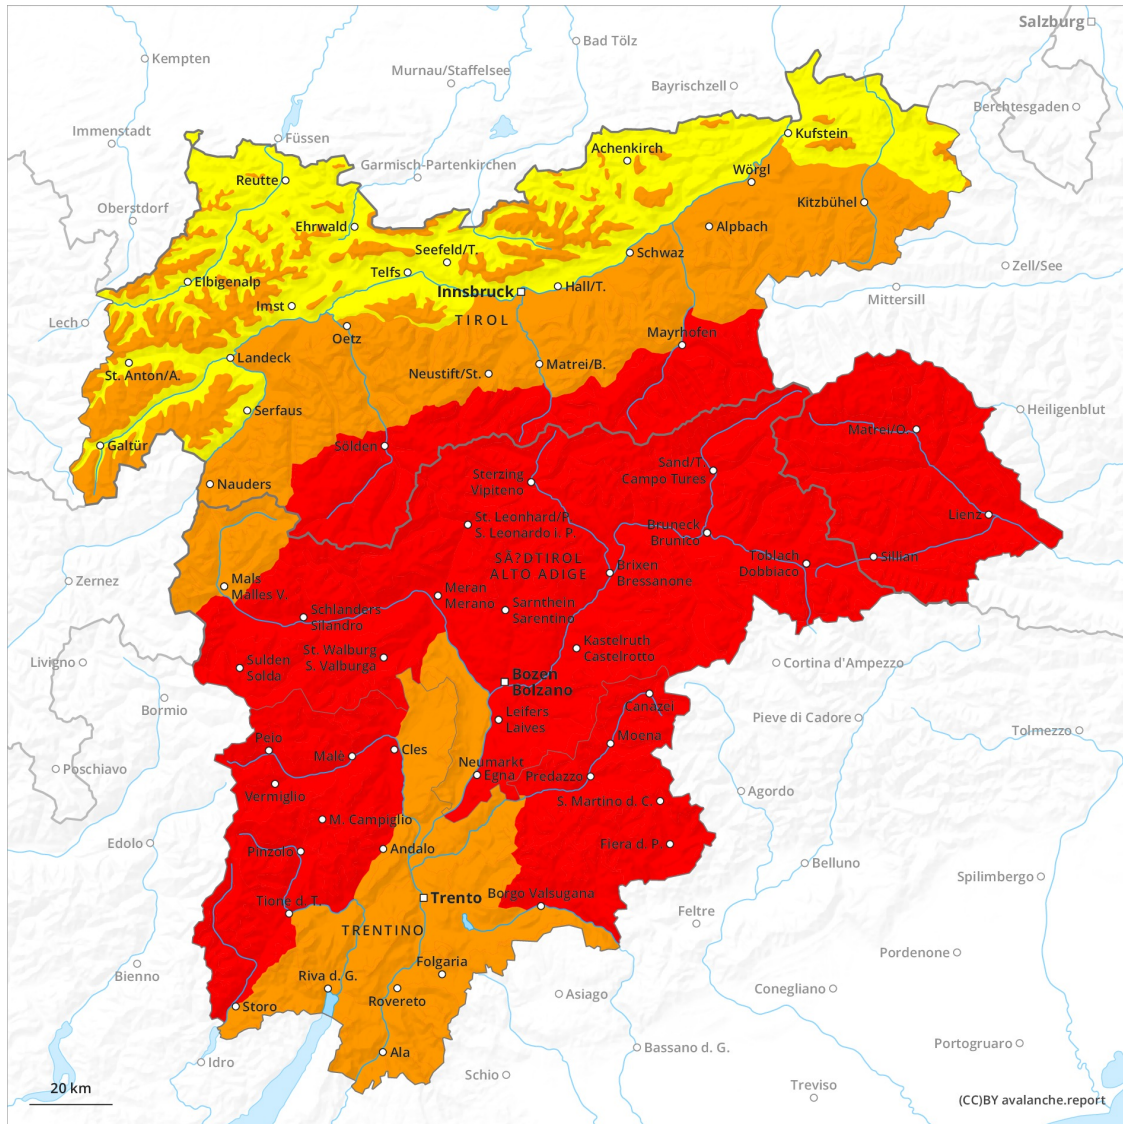 Salzburg
Bad Tölz
Kempten
Murnau/Staffelsee
Bayrischzell
Berchtesgaden
Immenstadt
Füssen
Kufstein
Achenkirch
Garmisch-Partenkirchen
Wörgl
Reutte
Oberstdorf
Kitzbühel
Ehrwald
Alpbach
Seefeld/T.
Schwaz
Zell/See
Telfs
Elbigenalp
Hall/T.
Innsbruck
Mittersill
Imst
TIROL
Lech
Oetz
Mayrhofen
Landeck
Matrei/B.
St. Anton/A.
Neustift/St.
Serfaus
Heiligenblut
Matrei/O.
Galtür
Sölden
Sand/T.
Campo Tures
Sterzing
Vipiteno
Nauders
St. Leonhard/P.
S. Leonardo i. P.
Lienz
Bruneck
Brunico
SÃ?DTIROL
ALTO ADIGE
Toblach
Dobbiaco
Sillian
Brixen
Bressanone
Zernez
Mals
Malles V.
Meran
Merano
Schlanders
Silandro
Sarnthein
Sarentino
Kastelruth
Castelrotto
St. Walburg
S. Valburga
Livigno
Sulden
Solda
Cortina d'Ampezzo
Bozen
Bolzano
Canazei
Bormio
Leifers
Laives
Pieve di Cadore
Tolmezzo
Peio
Moena
Malè
Cles
Neumarkt
Egna
Poschiavo
Predazzo
Vermiglio
Agordo
S. Martino d. C.
M. Campiglio
Edolo
Fiera d. P.
Pinzolo
Andalo
Belluno
Spilimbergo
Borgo Valsugana
Trento
Tione d. T.
Feltre
TRENTINO
Pordenone
Folgaria
Bienno
Riva d. G.
Conegliano
Asiago
Rovereto
Storo
Portogruaro
Bassano d. G.
Ala
Idro
Schio
Treviso
20 km
(CC)BY avalanche.report